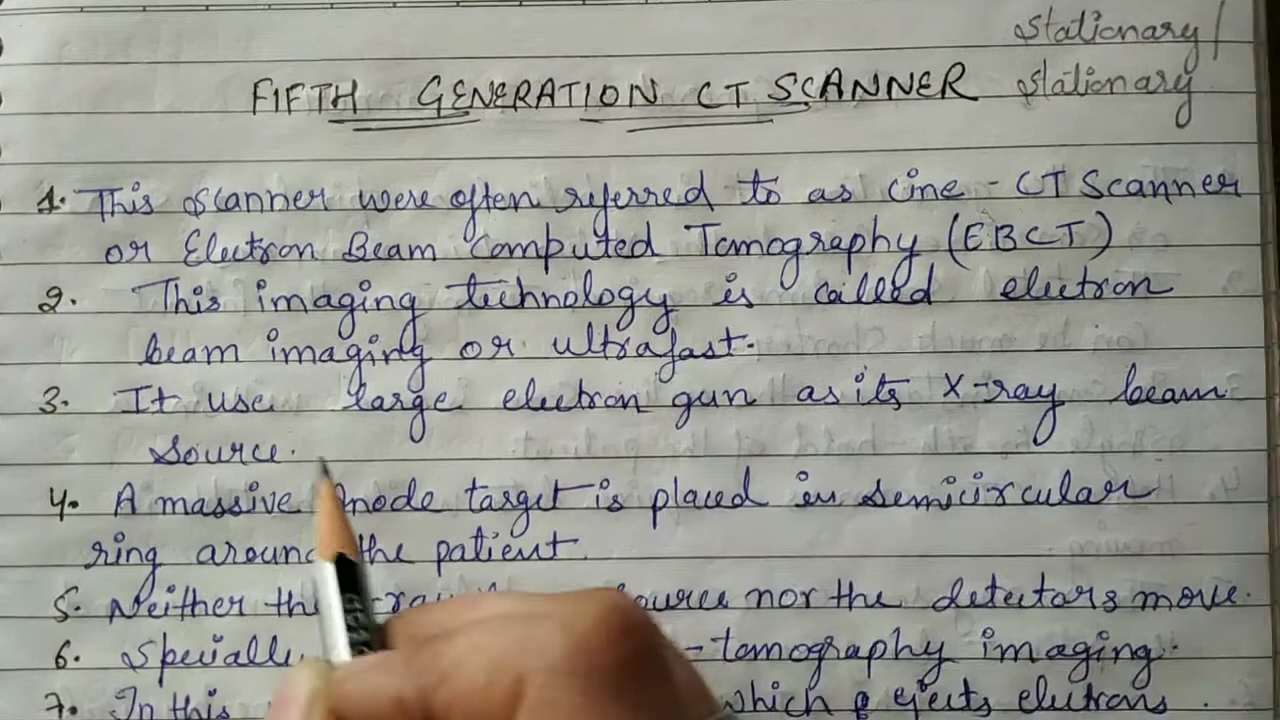 stationary/
FIFTH GENERATION CT SCANNER stationary
1. This scanner were often referred to as cine - CT Scanner
or Electron Beam computed Tomography (EBCT)
2. This imaging technology is called electron
beam imaging or ultrafast.
3. It use large electron gun as its X-ray beam
source.
4. A massive anode target is placed in semicircular
ring around the patient.
5. Neither the source nor the detectors move.
6. -tomography imaging.
7. In this which ejects electrons.